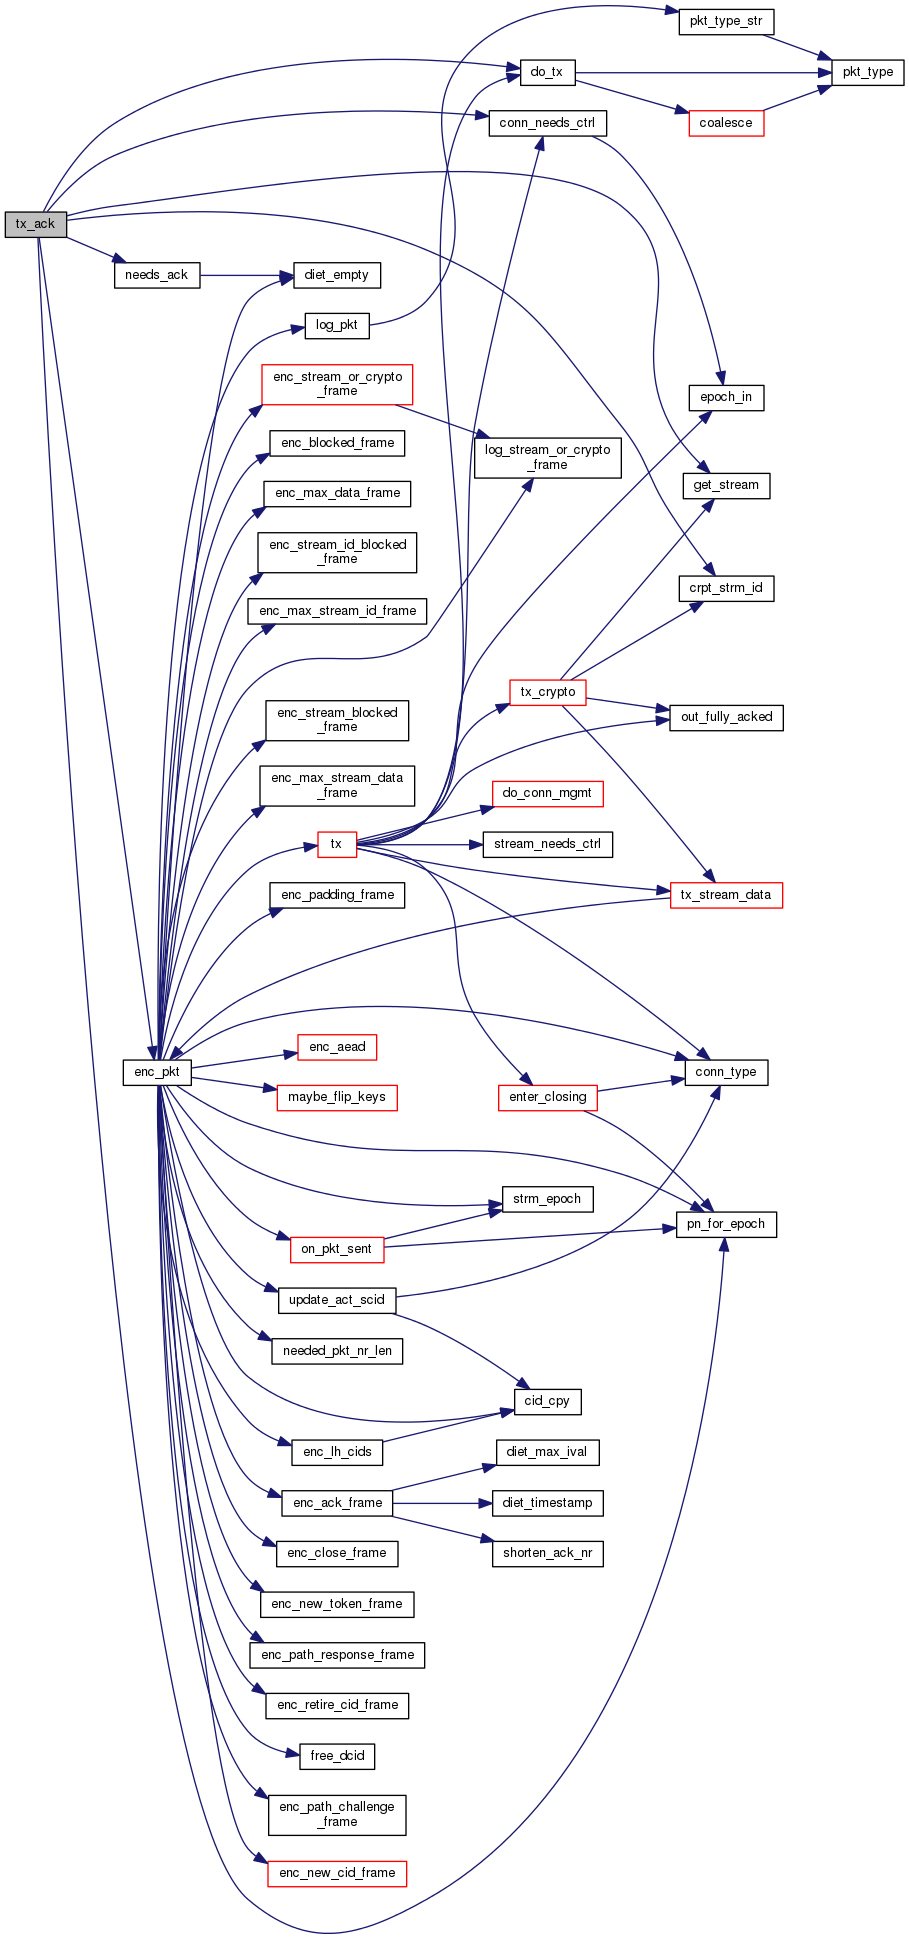 pkt_type_str
do_tx
pkt_type
conn_needs_ctrl
coalesce
tx_ack
needs_ack
diet_empty
log_pkt
enc_stream_or_crypto
_frame
epoch_in
enc_blocked_frame
log_stream_or_crypto
_frame
enc_max_data_frame
get_stream
enc_stream_id_blocked
_frame
crpt_strm_id
enc_max_stream_id_frame
tx_crypto
enc_stream_blocked
_frame
out_fully_acked
enc_max_stream_data
_frame
do_conn_mgmt
tx
stream_needs_ctrl
enc_padding_frame
tx_stream_data
enc_aead
enc_pkt
conn_type
maybe_flip_keys
enter_closing
strm_epoch
pn_for_epoch
on_pkt_sent
update_act_scid
needed_pkt_nr_len
cid_cpy
enc_lh_cids
diet_max_ival
enc_ack_frame
diet_timestamp
enc_close_frame
shorten_ack_nr
enc_new_token_frame
enc_path_response_frame
enc_retire_cid_frame
free_dcid
enc_path_challenge
_frame
enc_new_cid_frame